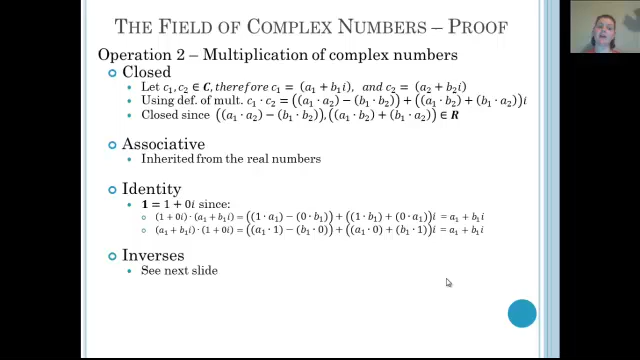 THE FIELD OF COMPLEX NUMBERS – PROOF
Operation 2 – Multiplication of complex numbers
Closed
Let c₁, c₂ ∈ C, therefore c₁ = (a₁ + b₁i), and c₂ = (a₂ + b₂i)
Using def. of mult. c₁ · c₂ = ((a₁ · a₂) − (b₁ · b₂)) + ((a₁ · b₂) + (b₁ · a₂))i
Closed since ((a₁ · a₂) − (b₁ · b₂)), ((a₁ · b₂) + (b₁ · a₂)) ∈ R
Associative
Inherited from the real numbers
Identity
1 = 1 + 0i since:
(1 + 0i) · (a₁ + b₁i) = ((1 · a₁) − (0 · b₁)) + ((1 · b₁) + (0 · a₁))i = a₁ + b₁i
(a₁ + b₁i) · (1 + 0i) = ((a₁ · 1) − (b₁ · 0)) + ((a₁ · 0) + (b₁ · 1))i = a₁ + b₁i
Inverses
See next slide